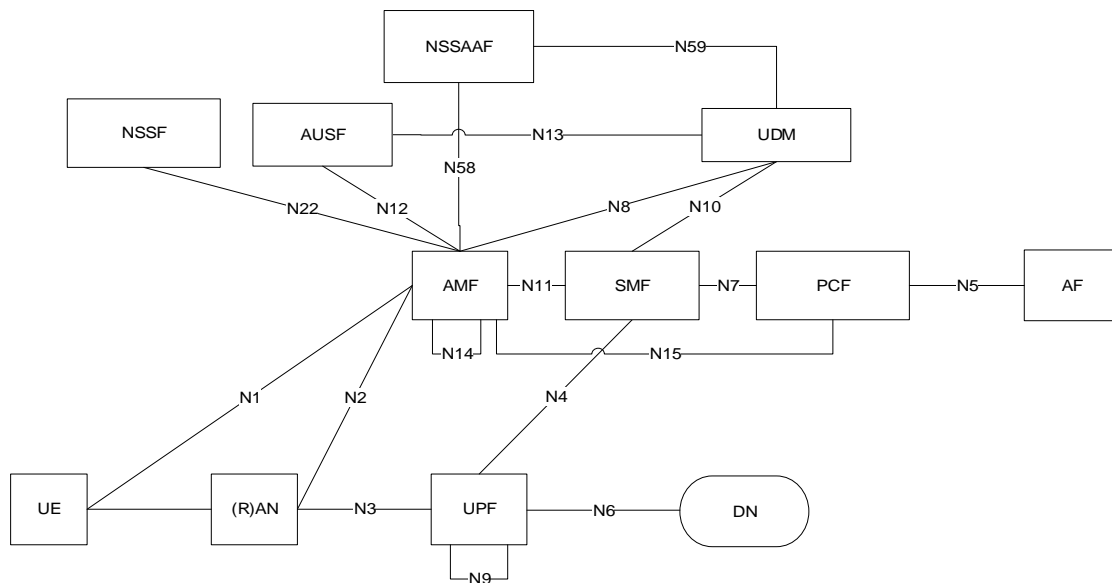 NSSAAF
N59
NSSF
AUSF
N13
UDM
N58
N22
N12
N8
N10
AMF
N11
SMF
N7
PCF
N5
AF
N14
N15
N1
N2
N4
UE
(R)AN
N3
UPF
N6
DN
N9